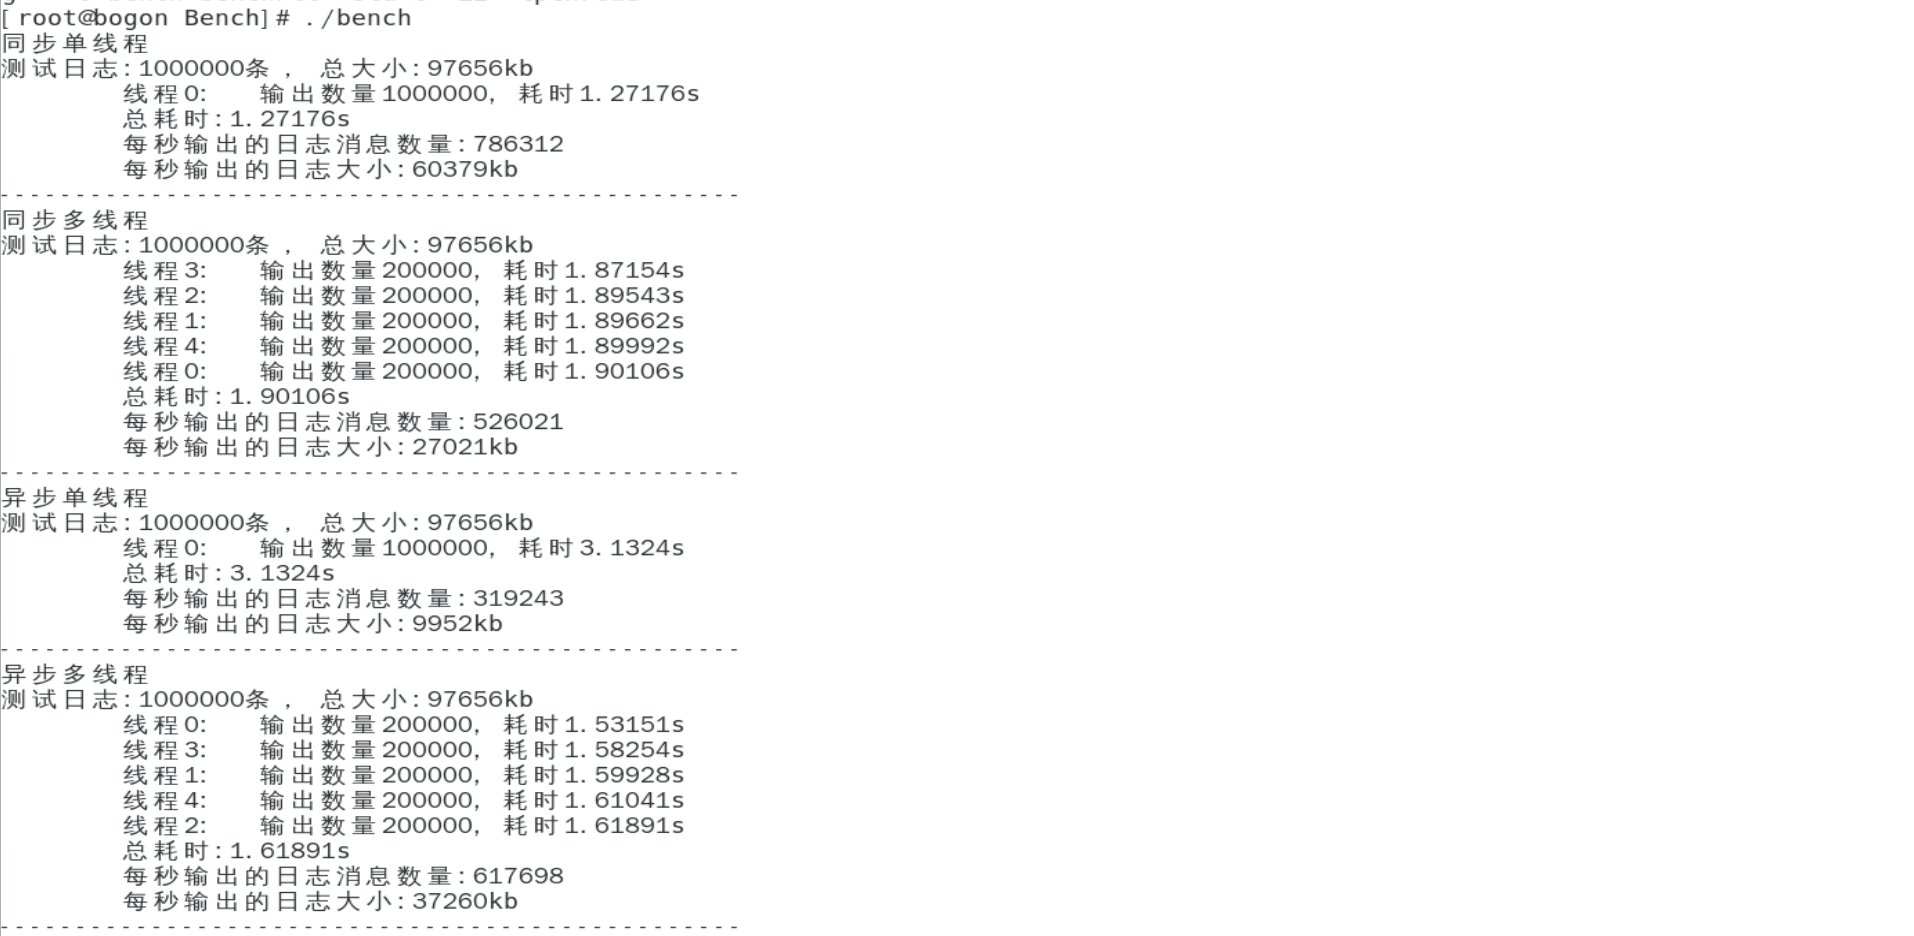 [root@bogon Bench]# ./bench
同步单线程
测试日志:1000000条， 总大小:97656kb
线程0: 输出数量1000000, 耗时1.27176s
总耗时:1.27176s
每秒输出的日志消息数量:786312
每秒输出的日志大小:60379kb
-------------------------------------------------
同步多线程
测试日志:1000000条， 总大小:97656kb
线程3: 输出数量200000, 耗时1.87154s
线程2: 输出数量200000, 耗时1.89543s
线程1: 输出数量200000, 耗时1.89662s
线程4: 输出数量200000, 耗时1.89992s
线程0: 输出数量200000, 耗时1.90106s
总耗时:1.90106s
每秒输出的日志消息数量:526021
每秒输出的日志大小:27021kb
-------------------------------------------------
异步单线程
测试日志:1000000条， 总大小:97656kb
线程0: 输出数量1000000, 耗时3.1324s
总耗时:3.1324s
每秒输出的日志消息数量:319243
每秒输出的日志大小:9952kb
-------------------------------------------------
异步多线程
测试日志:1000000条， 总大小:97656kb
线程0: 输出数量200000, 耗时1.53151s
线程3: 输出数量200000, 耗时1.58254s
线程1: 输出数量200000, 耗时1.59928s
线程4: 输出数量200000, 耗时1.61041s
线程2: 输出数量200000, 耗时1.61891s
总耗时:1.61891s
每秒输出的日志消息数量:617698
每秒输出的日志大小:37260kb
-------------------------------------------------